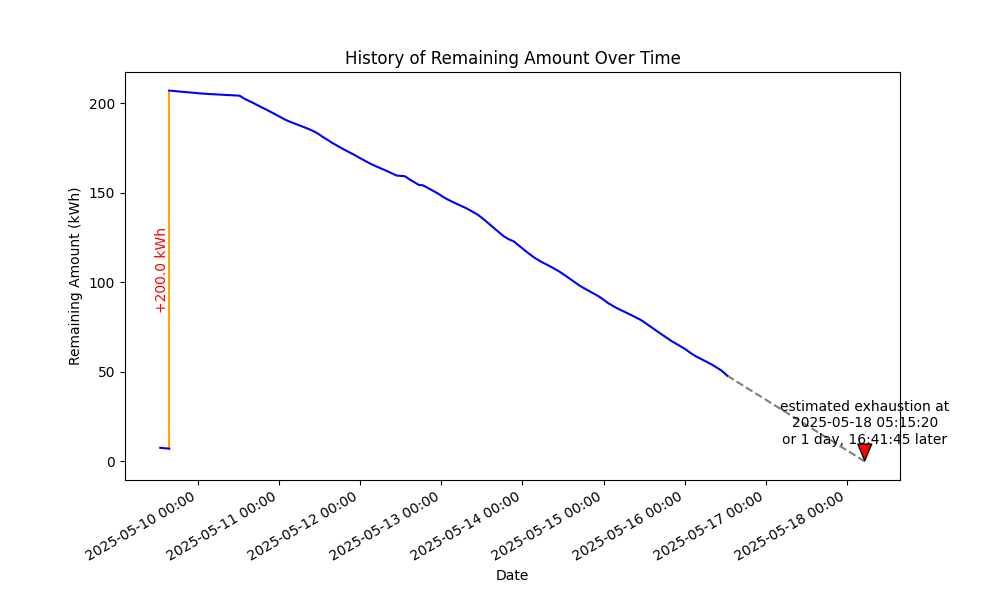 History of Remaining Amount Over Time
Remaining Amount (kWh)
200
150
100
50
0
+200.0 kWh
estimated exhaustion at
2025-05-18 05:15:20
or 1 day, 16:41:45 later
2025-05-10 00:00
2025-05-11 00:00
2025-05-12 00:00
2025-05-13 00:00
2025-05-14 00:00
2025-05-15 00:00
2025-05-16 00:00
2025-05-17 00:00
2025-05-18 00:00
Date